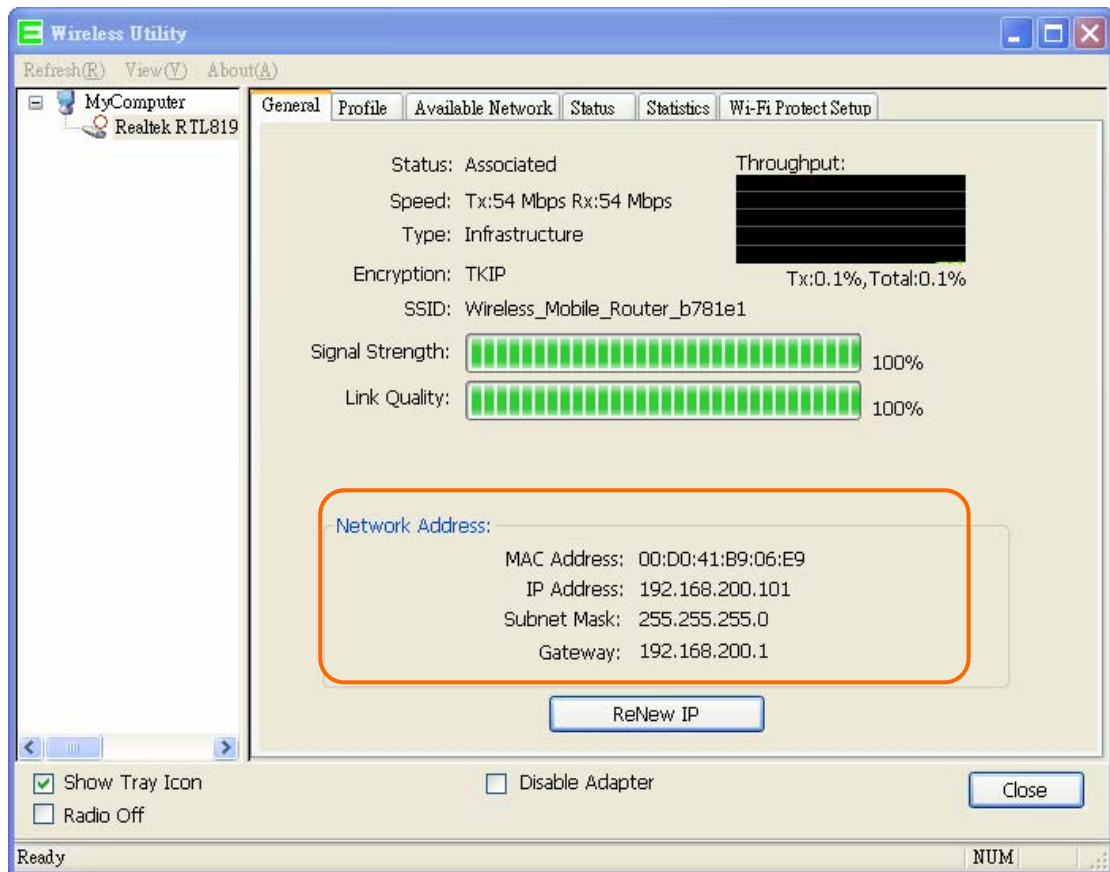 Wireless Utility
Refresh(R) View(V) About(A)
MyComputer
Realtek RTL819
General Profile Available Network Status Statistics Wi-Fi Protect Setup
Status: Associated
Throughput:
Speed: Tx:54 Mbps Rx:54 Mbps
Type: Infrastructure
Encryption: TKIP
Tx:0.1%,Total:0.1%
SSID: Wireless_Mobile_Router_b781e1
Signal Strength: 100%
Link Quality: 100%
Network Address:
MAC Address: 00:D0:41:B9:06:E9
IP Address: 192.168.200.101
Subnet Mask: 255.255.255.0
Gateway: 192.168.200.1
ReNew IP
Show Tray Icon
Disable Adapter
Close
Radio Off
Ready NUM